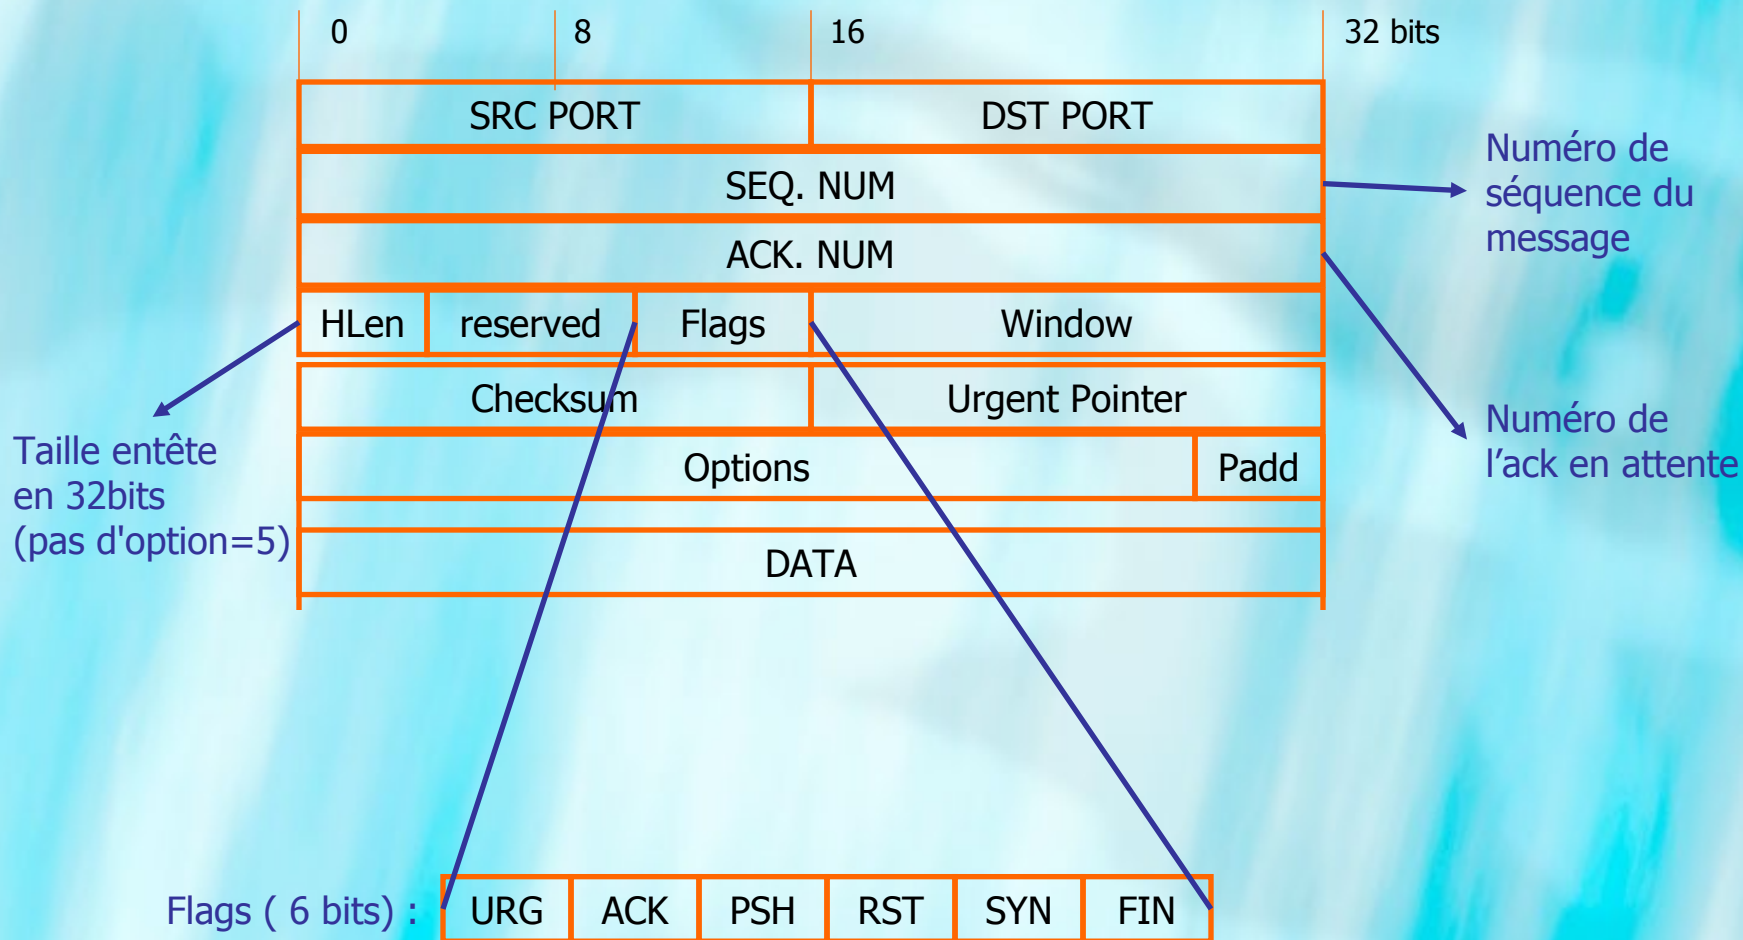 0 8 16 32 bits
SRC PORT DST PORT
SEQ. NUM
ACK. NUM
HLen reserved Flags Window
Checksum Urgent Pointer
Options Padd
DATA
Numéro de
séquence du
message
Numéro de
l’ack en attente
Taille entête
en 32bits
(pas d'option=5)
Flags ( 6 bits) : URG ACK PSH RST SYN FIN